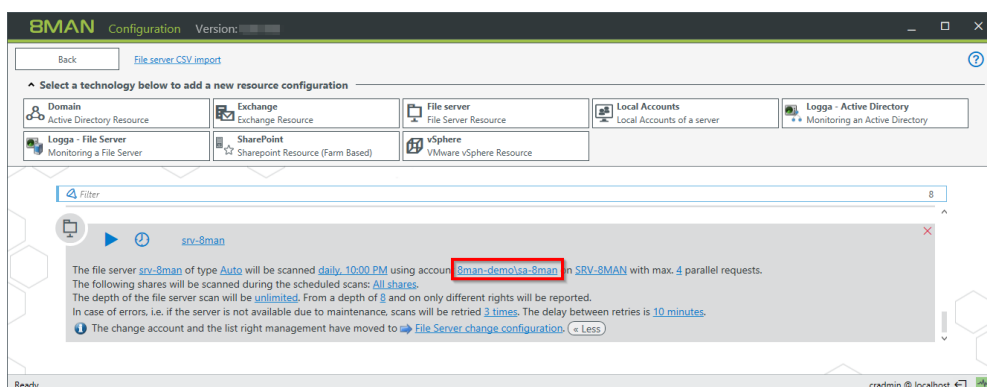 8MAN Configuration Version:
Back File server CSV import
Select a technology below to add a new resource configuration
Domain
Active Directory Resource
Exchange
Exchange Resource
File server
File Server Resource
Local Accounts
Local Accounts of a server
Logga - Active Directory
Monitoring an Active Directory
Logga - File Server
Monitoring a File Server
SharePoint
Sharepoint Resource (Farm Based)
vSphere
VMware vSphere Resource
Filter 8
srv-8man
The file server srv-8man of type Auto will be scanned daily, 10:00 PM using account 8man-demo\sa-8man on SRV-8MAN with max. 4 parallel requests.
The following shares will be scanned during the scheduled scans: All shares.
The depth of the file server scan will be unlimited. From a depth of 8 and on only different rights will be reported.
In case of errors, i.e. if the server is not available due to maintenance, scans will be retried 3 times. The delay between retries is 10 minutes.
The change account and the list right management have moved to File Server change configuration. « Less
Ready cradmin @ localhost